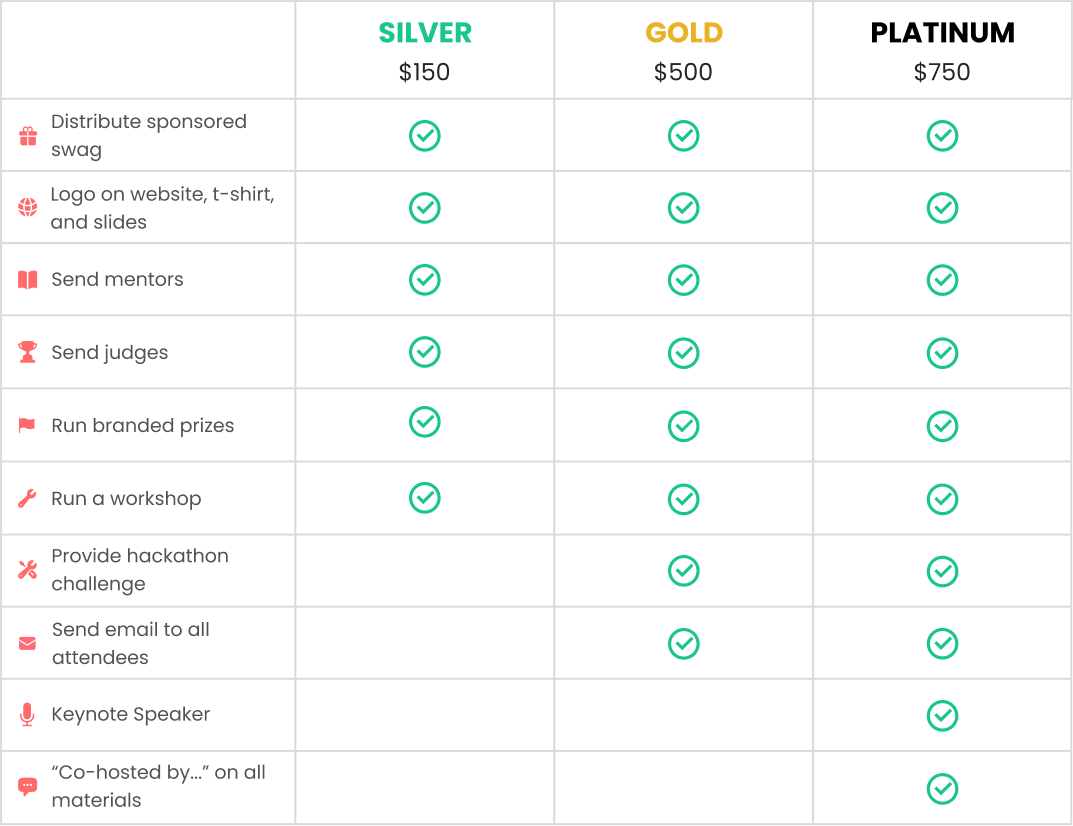 SILVER
$150
GOLD
$500
PLATINUM
$750
Distribute sponsored
swag
Logo on website, t-shirt,
and slides
Send mentors
Send judges
Run branded prizes
Run a workshop
Provide hackathon
challenge
Send email to all
attendees
Keynote Speaker
“Co-hosted by...” on all
materials